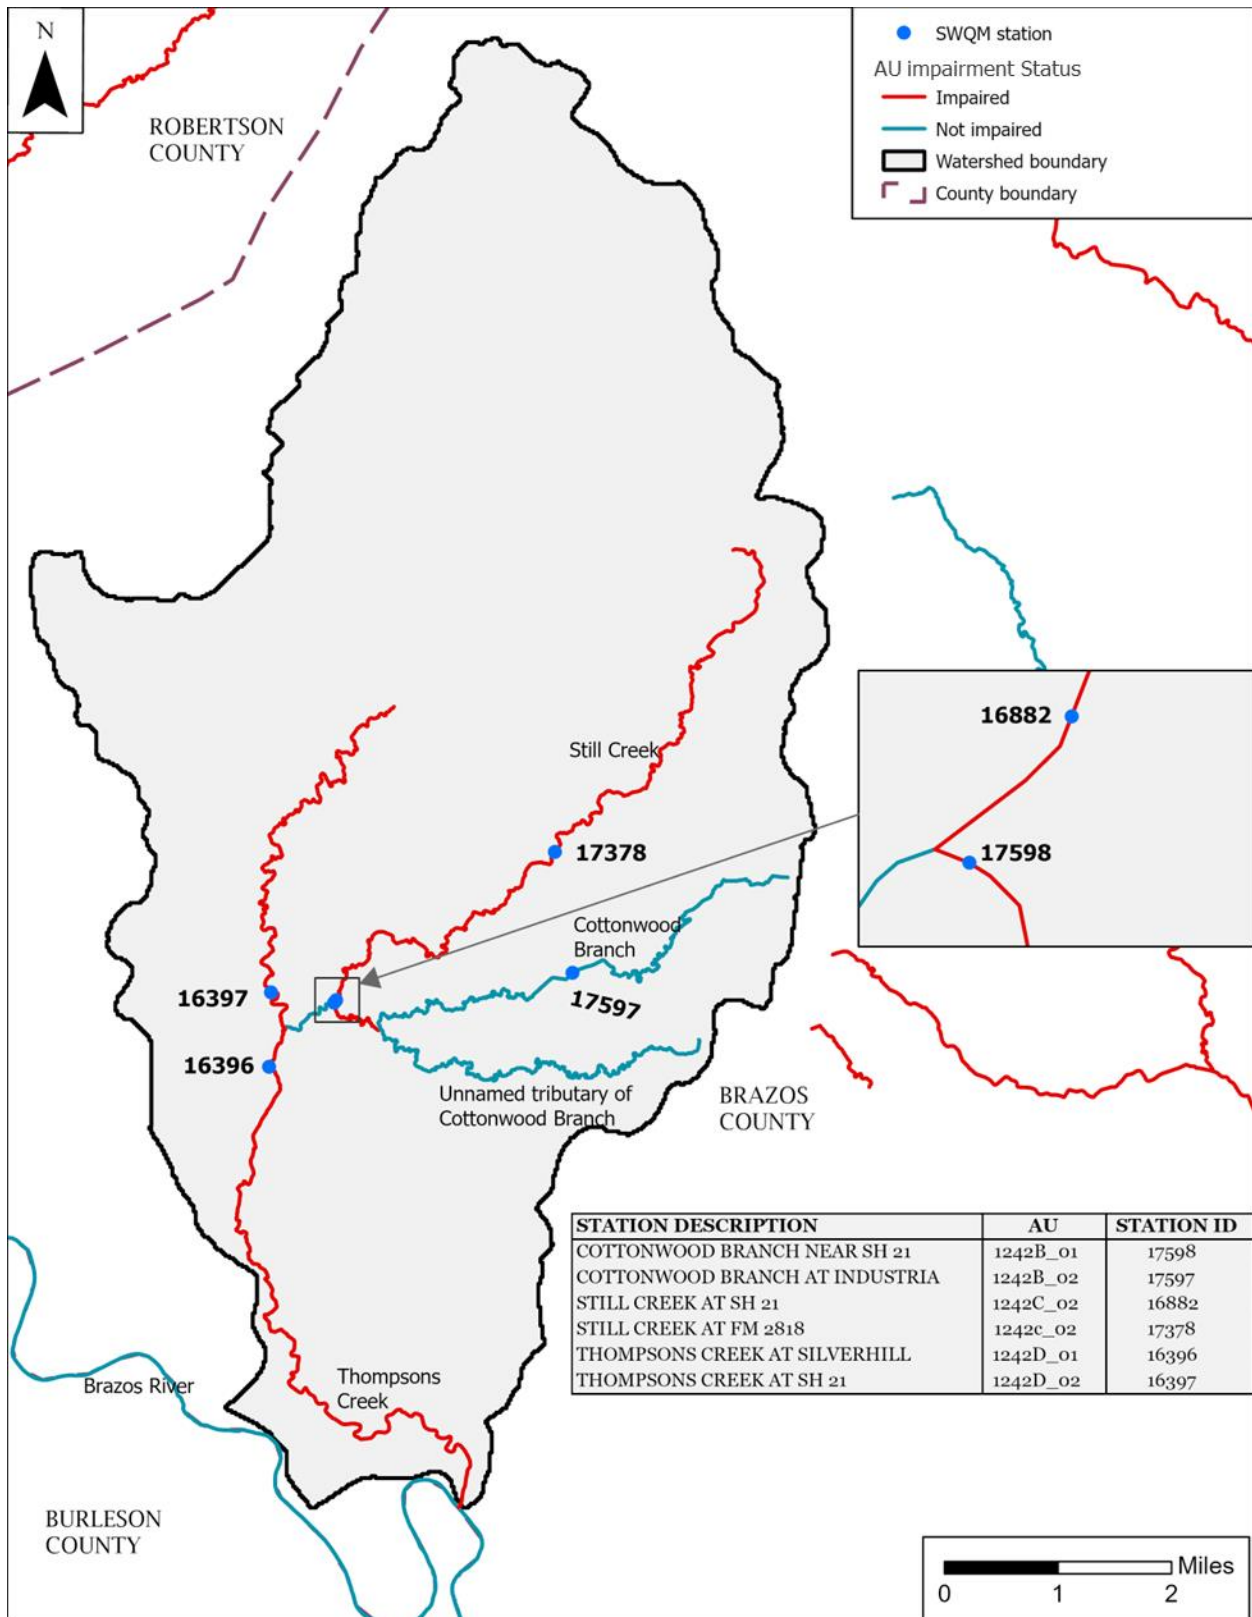 N
SWQM station
AU impairment Status
Impaired
Not impaired
Watershed boundary
County boundary
ROBERTSON
COUNTY
16882
17598
Still Creek
17378
Cottonwood
Branch
17597
16397
16396
Unnamed tributary of
Cottonwood Branch
BRAZOS
COUNTY
STATION DESCRIPTION AU STATION ID
COTTONWOOD BRANCH NEAR SH 21 1242B_01 17598
COTTONWOOD BRANCH AT INDUSTRIA 1242B_02 17597
STILL CREEK AT SH 21 1242C_02 16882
STILL CREEK AT FM 2818 1242c_02 17378
THOMPSONS CREEK AT SILVERHILL 1242D_01 16396
THOMPSONS CREEK AT SH 21 1242D_02 16397
Brazos River
Thompsons
Creek
BURLESON
COUNTY
Miles
0 1 2